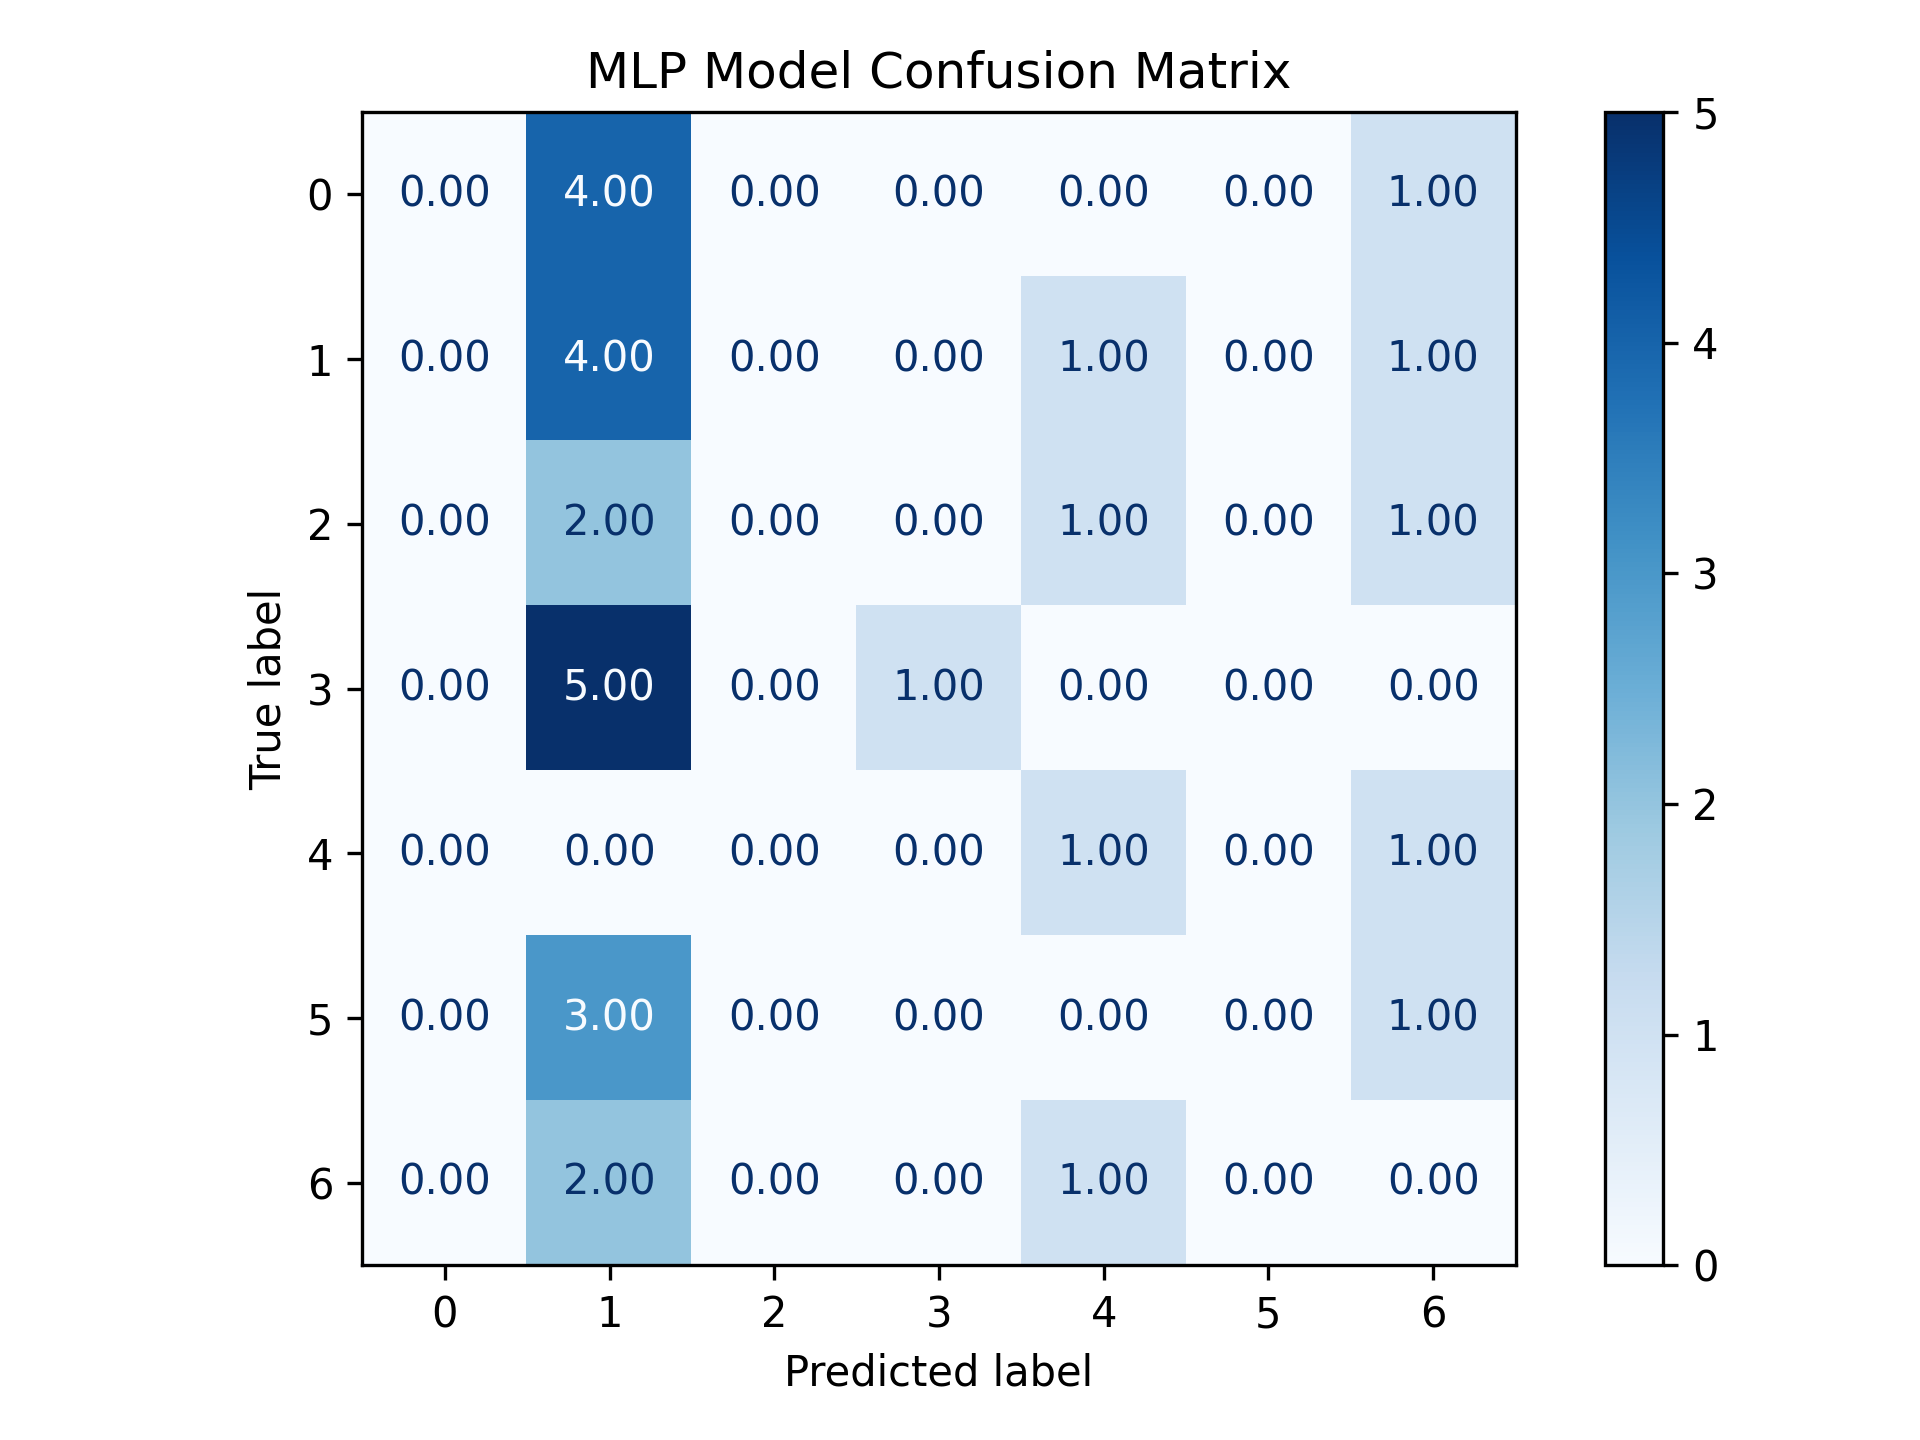 MLP Model Confusion Matrix
0 0.00 4.00 0.00 0.00 0.00 0.00 1.00
1 0.00 4.00 0.00 0.00 1.00 0.00 1.00
2 0.00 2.00 0.00 0.00 1.00 0.00 1.00
3 0.00 5.00 0.00 1.00 0.00 0.00 0.00
4 0.00 0.00 0.00 0.00 1.00 0.00 1.00
5 0.00 3.00 0.00 0.00 0.00 0.00 1.00
6 0.00 2.00 0.00 0.00 1.00 0.00 0.00
0 1 2 3 4 5 6
Predicted label
True label
5
4
3
2
1
0